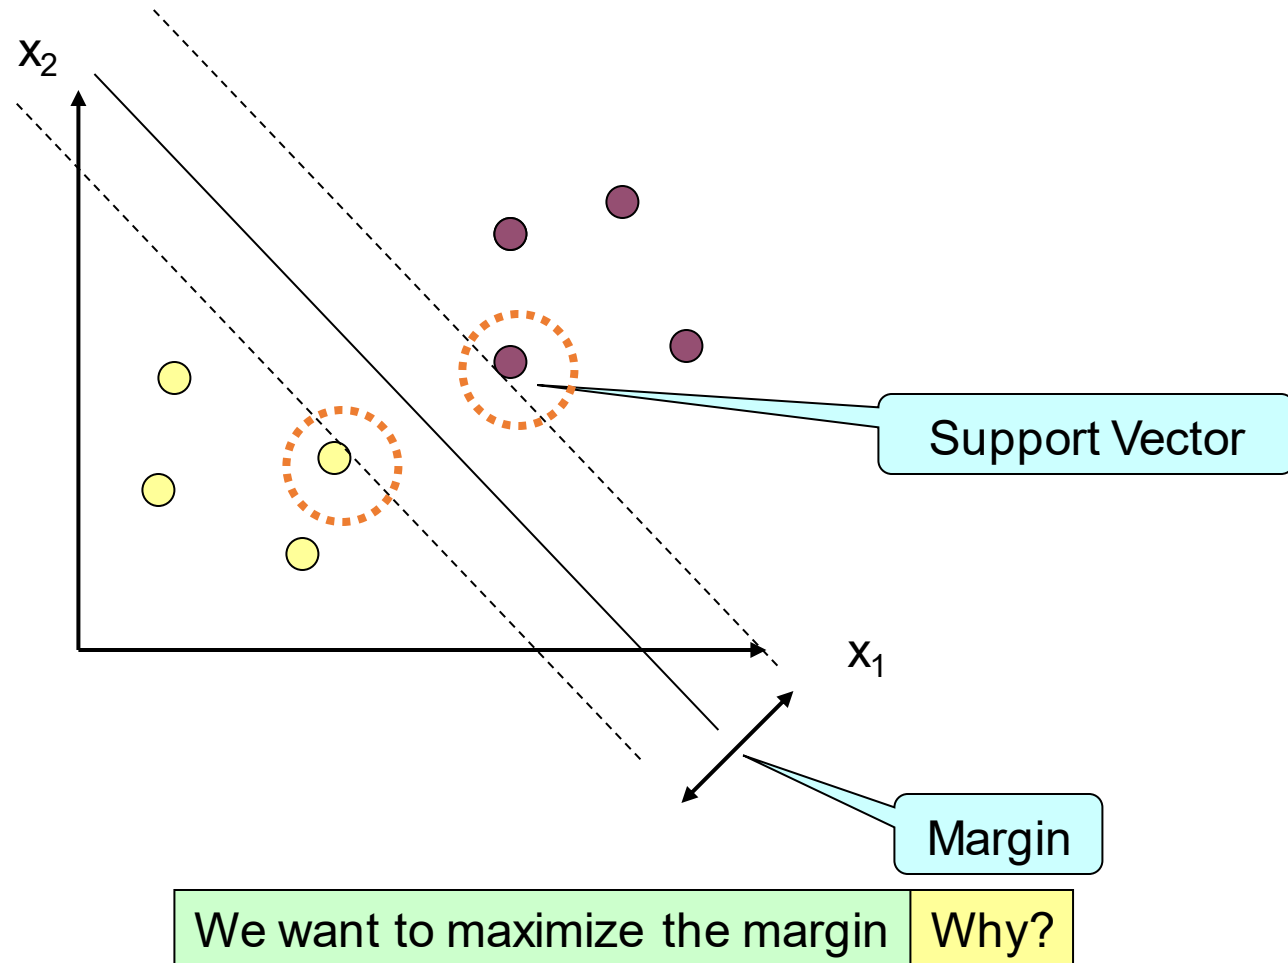 x₂
Support Vector
x₁
Margin
We want to maximize the margin Why?